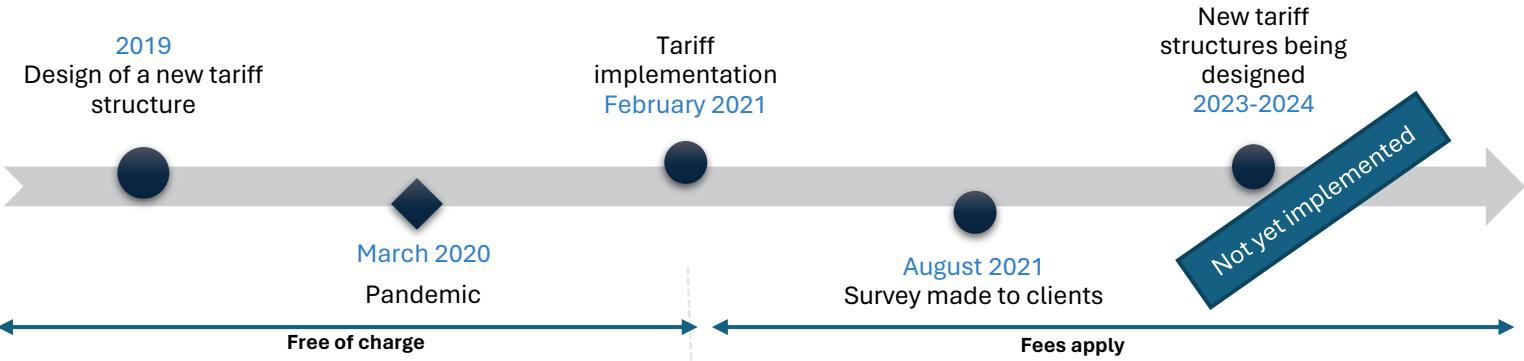 2019
Design of a new tariff
structure
March 2020
Pandemic
Tariff
implementation
February 2021
August 2021
Survey made to clients
New tariff
structures being
designed
2023-2024
Not yet implemented
Free of charge
Fees apply